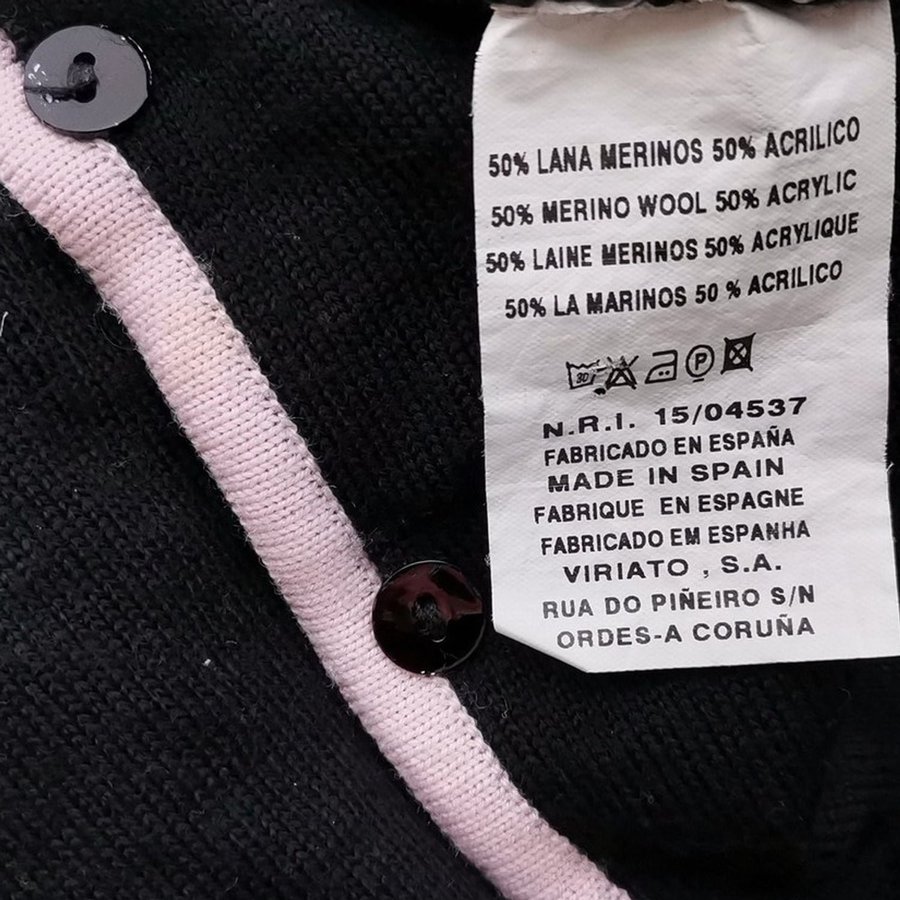 50% LANA MERINOS 50% ACRILICO
50% MERINO WOOL 50% ACRYLIC
50% LAINE MERINOS 50% ACRYLIQUE
50% LA MARINOS 50 % ACRILICO
30° P
N.R.I. 15/04537
FABRICADO EN ESPAÑA
MADE IN SPAIN
FABRIQUE EN ESPAGNE
FABRICADO EM ESPANHA
VIRIATO , S.A.
RUA DO PIÑEIRO S/N
ORDES-A CORUÑA